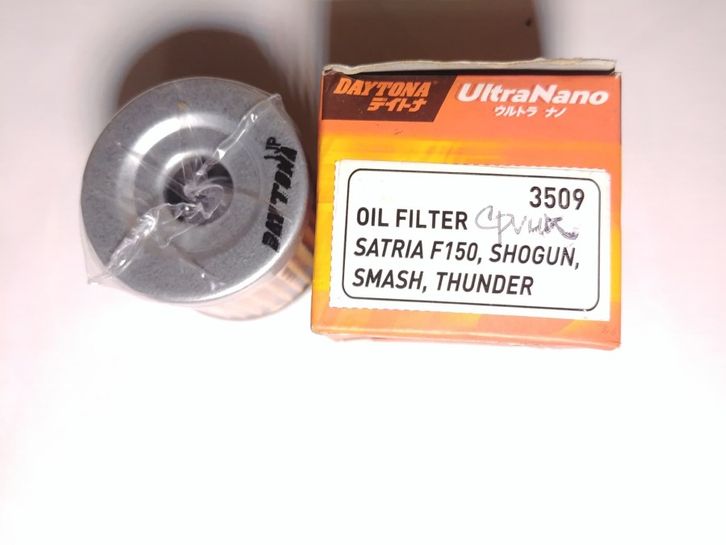 DAYTONA JP
DAYTONA
デイトナ
UltraNano
ウルトラ ナノ
3509
OIL FILTER
SATRIA F150, SHOGUN,
SMASH, THUNDER